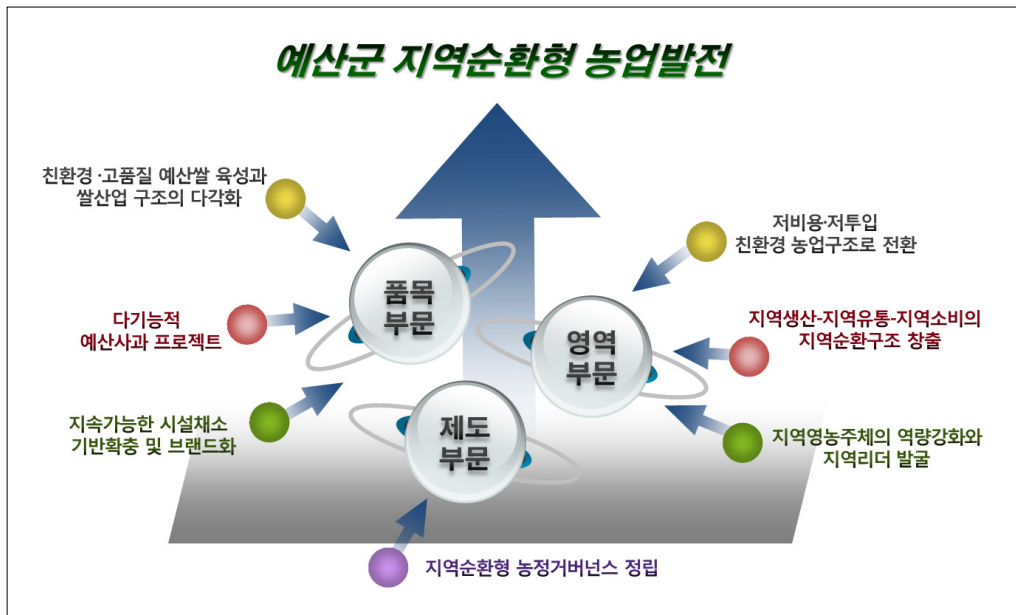 예산군 지역순환형 농업발전
친환경·고품질 예산쌀 육성과
쌀산업 구조의 다각화
다기능적
예산사과 프로젝트
지속가능한 시설채소
기반확충 및 브랜드화
품목
부문
영역
부문
제도
부문
저비용·저투입
친환경 농업구조로 전환
지역생산-지역유통-지역소비의
지역순환구조 창출
지역영농주체의 역량강화와
지역리더 발굴
지역순환형 농정거버넌스 정립